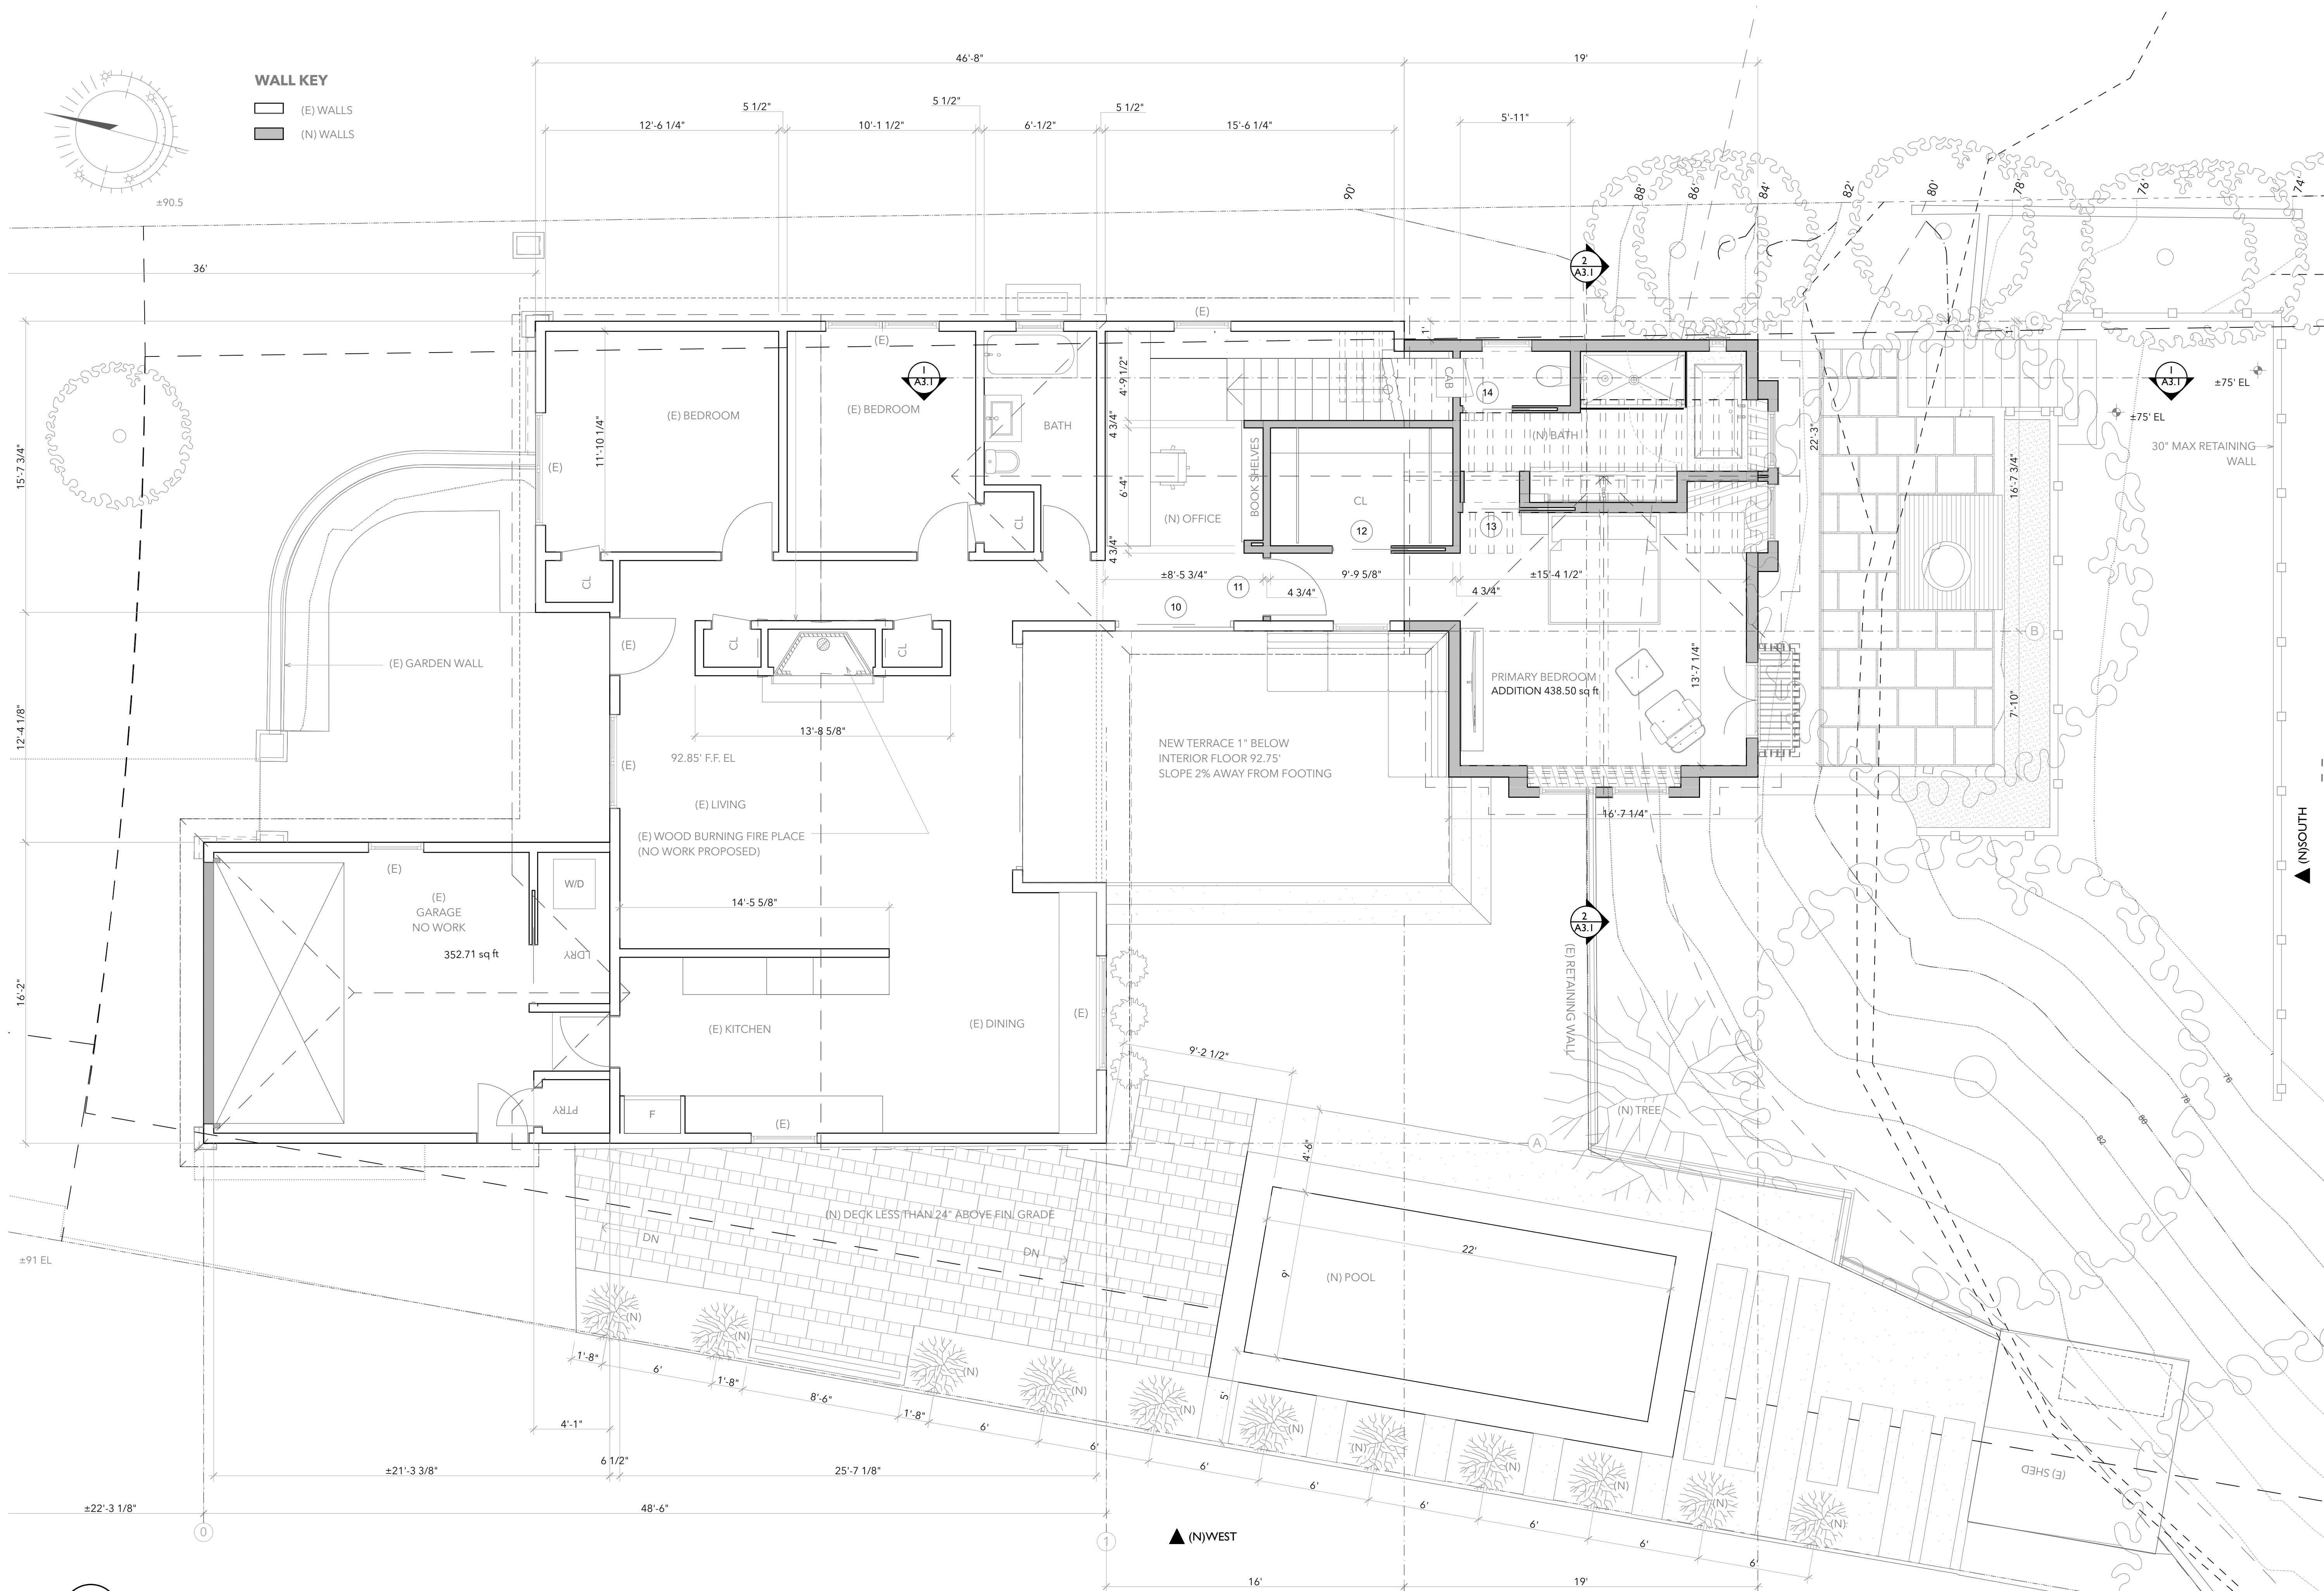 46'-8"
19'
WALL KEY
(E) WALLS
(N) WALLS
5 1/2"
5 1/2"
5 1/2"
12'-6 1/4"
10'-1 1/2"
6'-1/2"
15'-6 1/4"
5'-11"
±90.5
90'
88'
86'
84'
82'
80'
78'
76'
74'
36'
2
A3.1
(E)
C
1'
(E)
1
A3.1
1
A3.1
±75' EL
±75' EL
4'-9 1/2"
CAB
14
(E) BEDROOM
(E) BEDROOM
BATH
11'-10 1/4"
4 3/4"
(N) BATH
22'-3"
30" MAX RETAINING
WALL
15'-7 3/4"
(E)
BOOK SHELVES
6'-4"
16'-7 3/4"
CL
CL
(N) OFFICE
12
13
4 3/4"
CL
±8'-5 3/4"
9'-9 5/8"
±15'-4 1/2"
11
4 3/4"
4 3/4"
10
B
(E)
CL
CL
(E) GARDEN WALL
13'-7 1/4"
PRIMARY BEDROOM
ADDITION 438.50 sq ft
7'-10"
12'-4 1/8"
13'-8 5/8"
NEW TERRACE 1" BELOW
INTERIOR FLOOR 92.75'
SLOPE 2% AWAY FROM FOOTING
92.85' F.F. EL
(E)
(E) LIVING
16'-7 1/4"
(N)SOUTH
(E) WOOD BURNING FIRE PLACE
(NO WORK PROPOSED)
(E)
W/D
(E)
GARAGE
NO WORK
352.71 sq ft
LDRY
14'-5 5/8"
2
A3.1
(E) RETAINING WALL
16'-2"
(E) KITCHEN
(E) DINING
(E)
9'-2 1/2"
76
78
80
82
PTRY
F
(E)
(N) TREE
A
4'-6"
(N) DECK LESS THAN 24" ABOVE FIN. GRADE
DN
DN
±91 EL
22'
9'
(N) POOL
(N)
(N)
(N)
(N)
(N)
(N)
(N)
(N)
(N)
(N)
(N)
1'-8"
6'
1'-8"
8'-6"
1'-8"
6'
6'
5'
6'
6'
6'
6'
6'
6'
4'-1"
6 1/2"
±21'-3 3/8"
25'-7 1/8"
(E) SHED
±22'-3 1/8"
48'-6"
0
1
(N)WEST
16'
19'